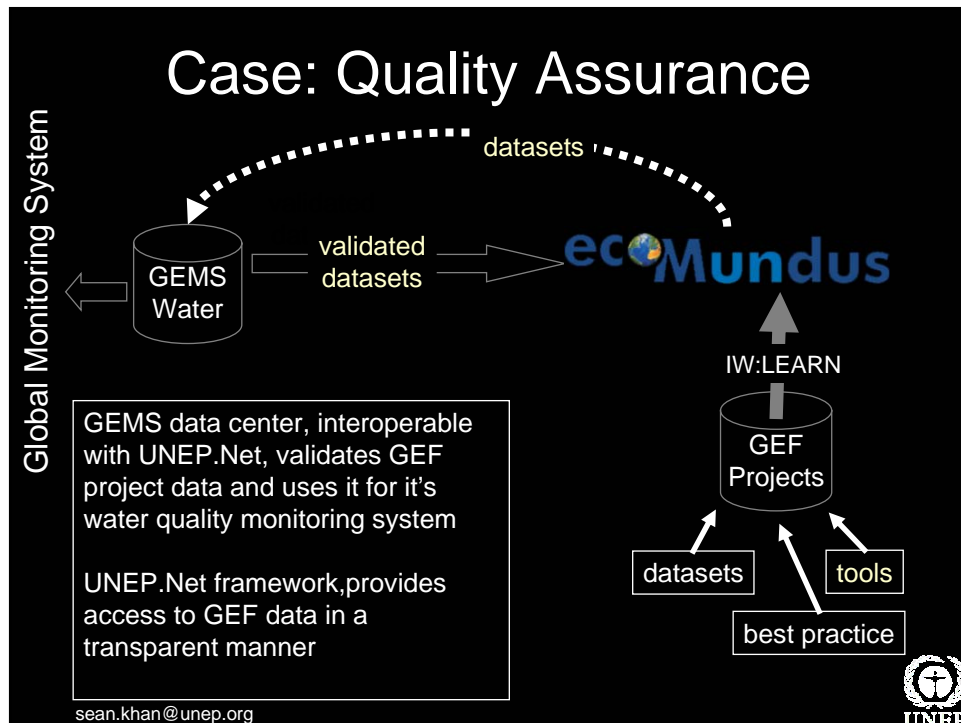 Case: Quality Assurance
Global Monitoring System
datasets
GEMS
Water
validated
datasets
ecoMundus
IW:LEARN
GEF
Projects
datasets
tools
best practice
GEMS data center, interoperable
with UNEP.Net, validates GEF
project data and uses it for it's
water quality monitoring system
UNEP.Net framework,provides
access to GEF data in a
transparent manner
sean.khan@unep.org
UNEP